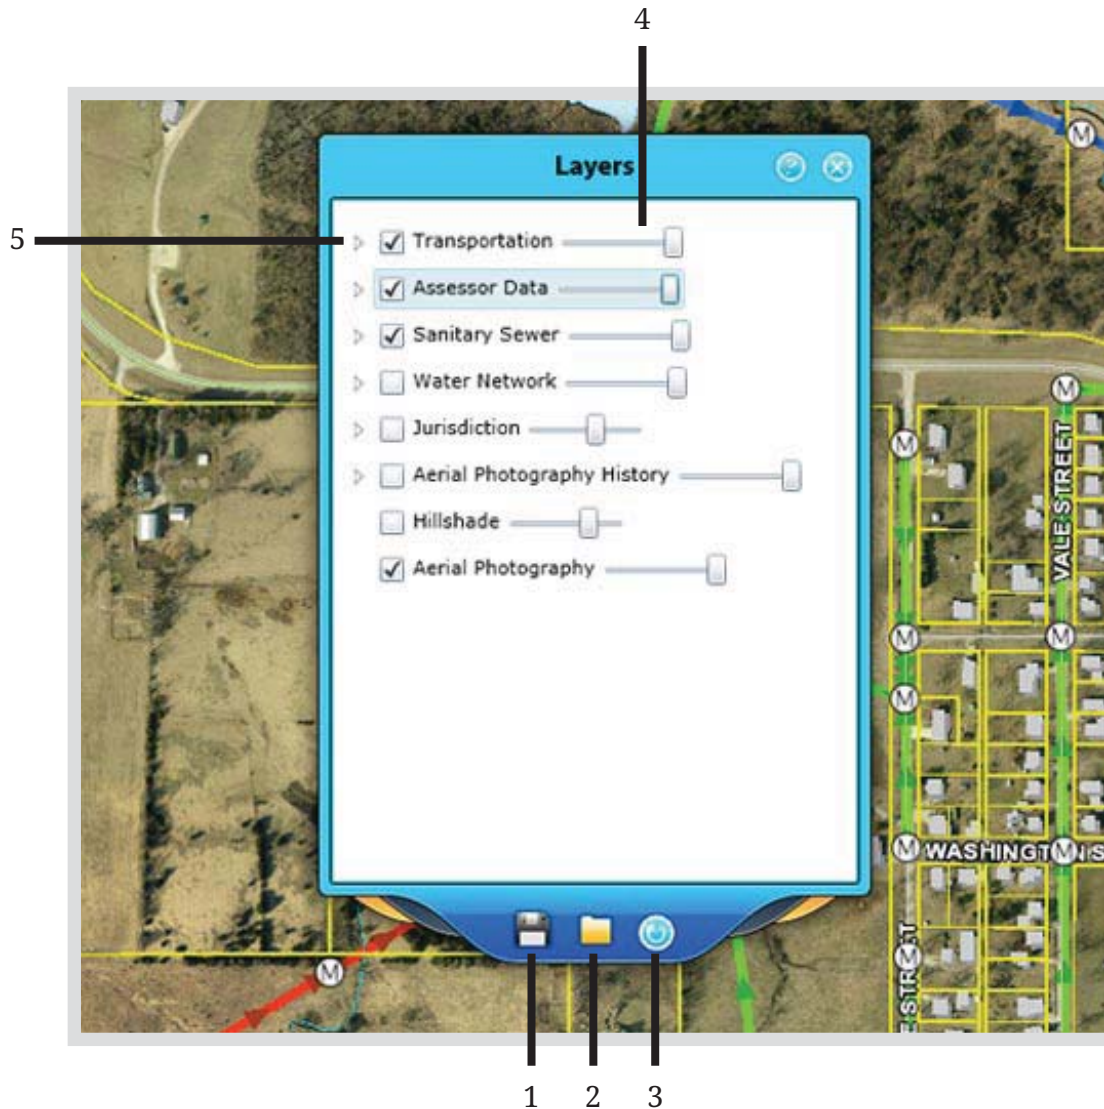 4
M
Layers
?
5
Transportation
Assessor Data
Sanitary Sewer
Water Network
M
Jurisdiction
M
VALE STREET
Aerial Photography History
Hillshade
Aerial Photography
M
M
M
M
WASHINGT
M
M
M
1
2
3